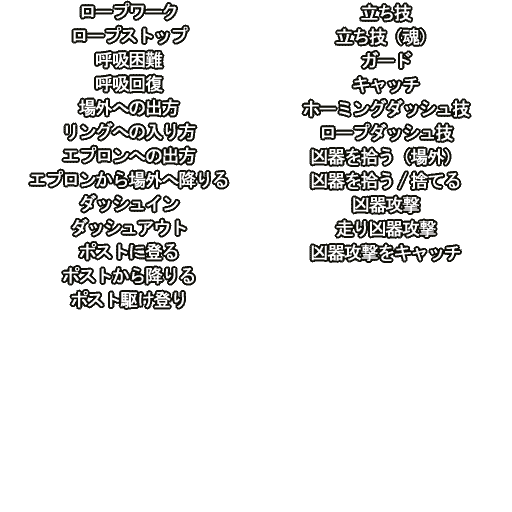 ロープワーク
ロープストップ
呼吸困難
呼吸回復
場外への出方
リングへの入り方
エプロンへの出方
エプロンから場外へ降りる
ダッシュイン
ダッシュアウト
ポストに登る
ポストから降りる
ポスト駆け登り
立ち技
立ち技（魂）
ガード
キャッチ
ホーミングダッシュ技
ロープダッシュ技
凶器を拾う（場外）
凶器を拾う／捨てる
凶器攻撃
走り凶器攻撃
凶器攻撃をキャッチ